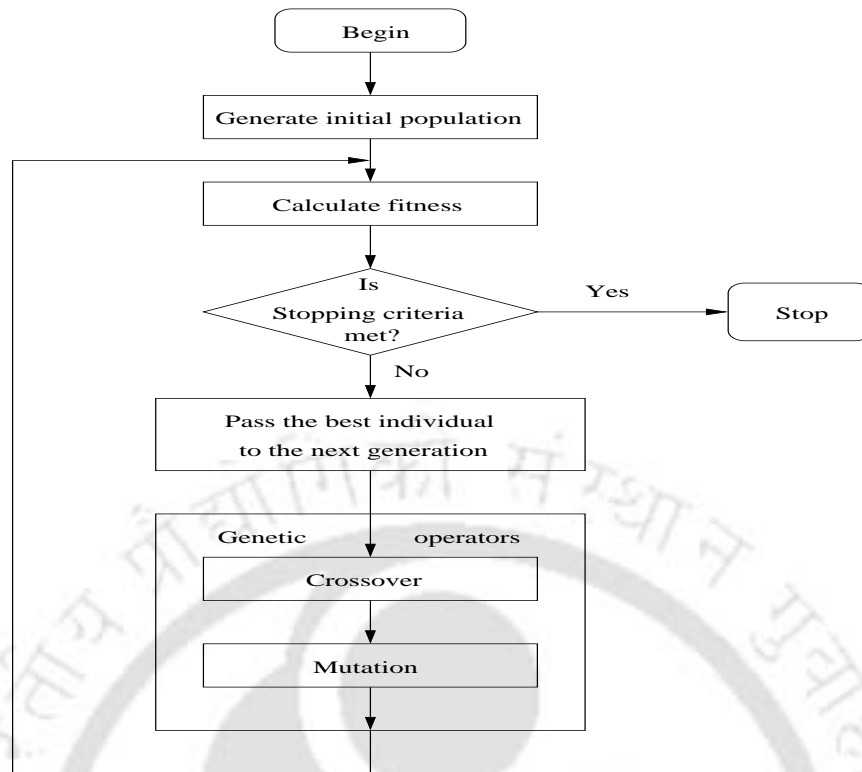 Begin
Generate initial population
Calculate fitness
Is
Stopping criteria
met?
Yes
Stop
No
Pass the best individual
to the next generation
Genetic operators
Crossover
Mutation